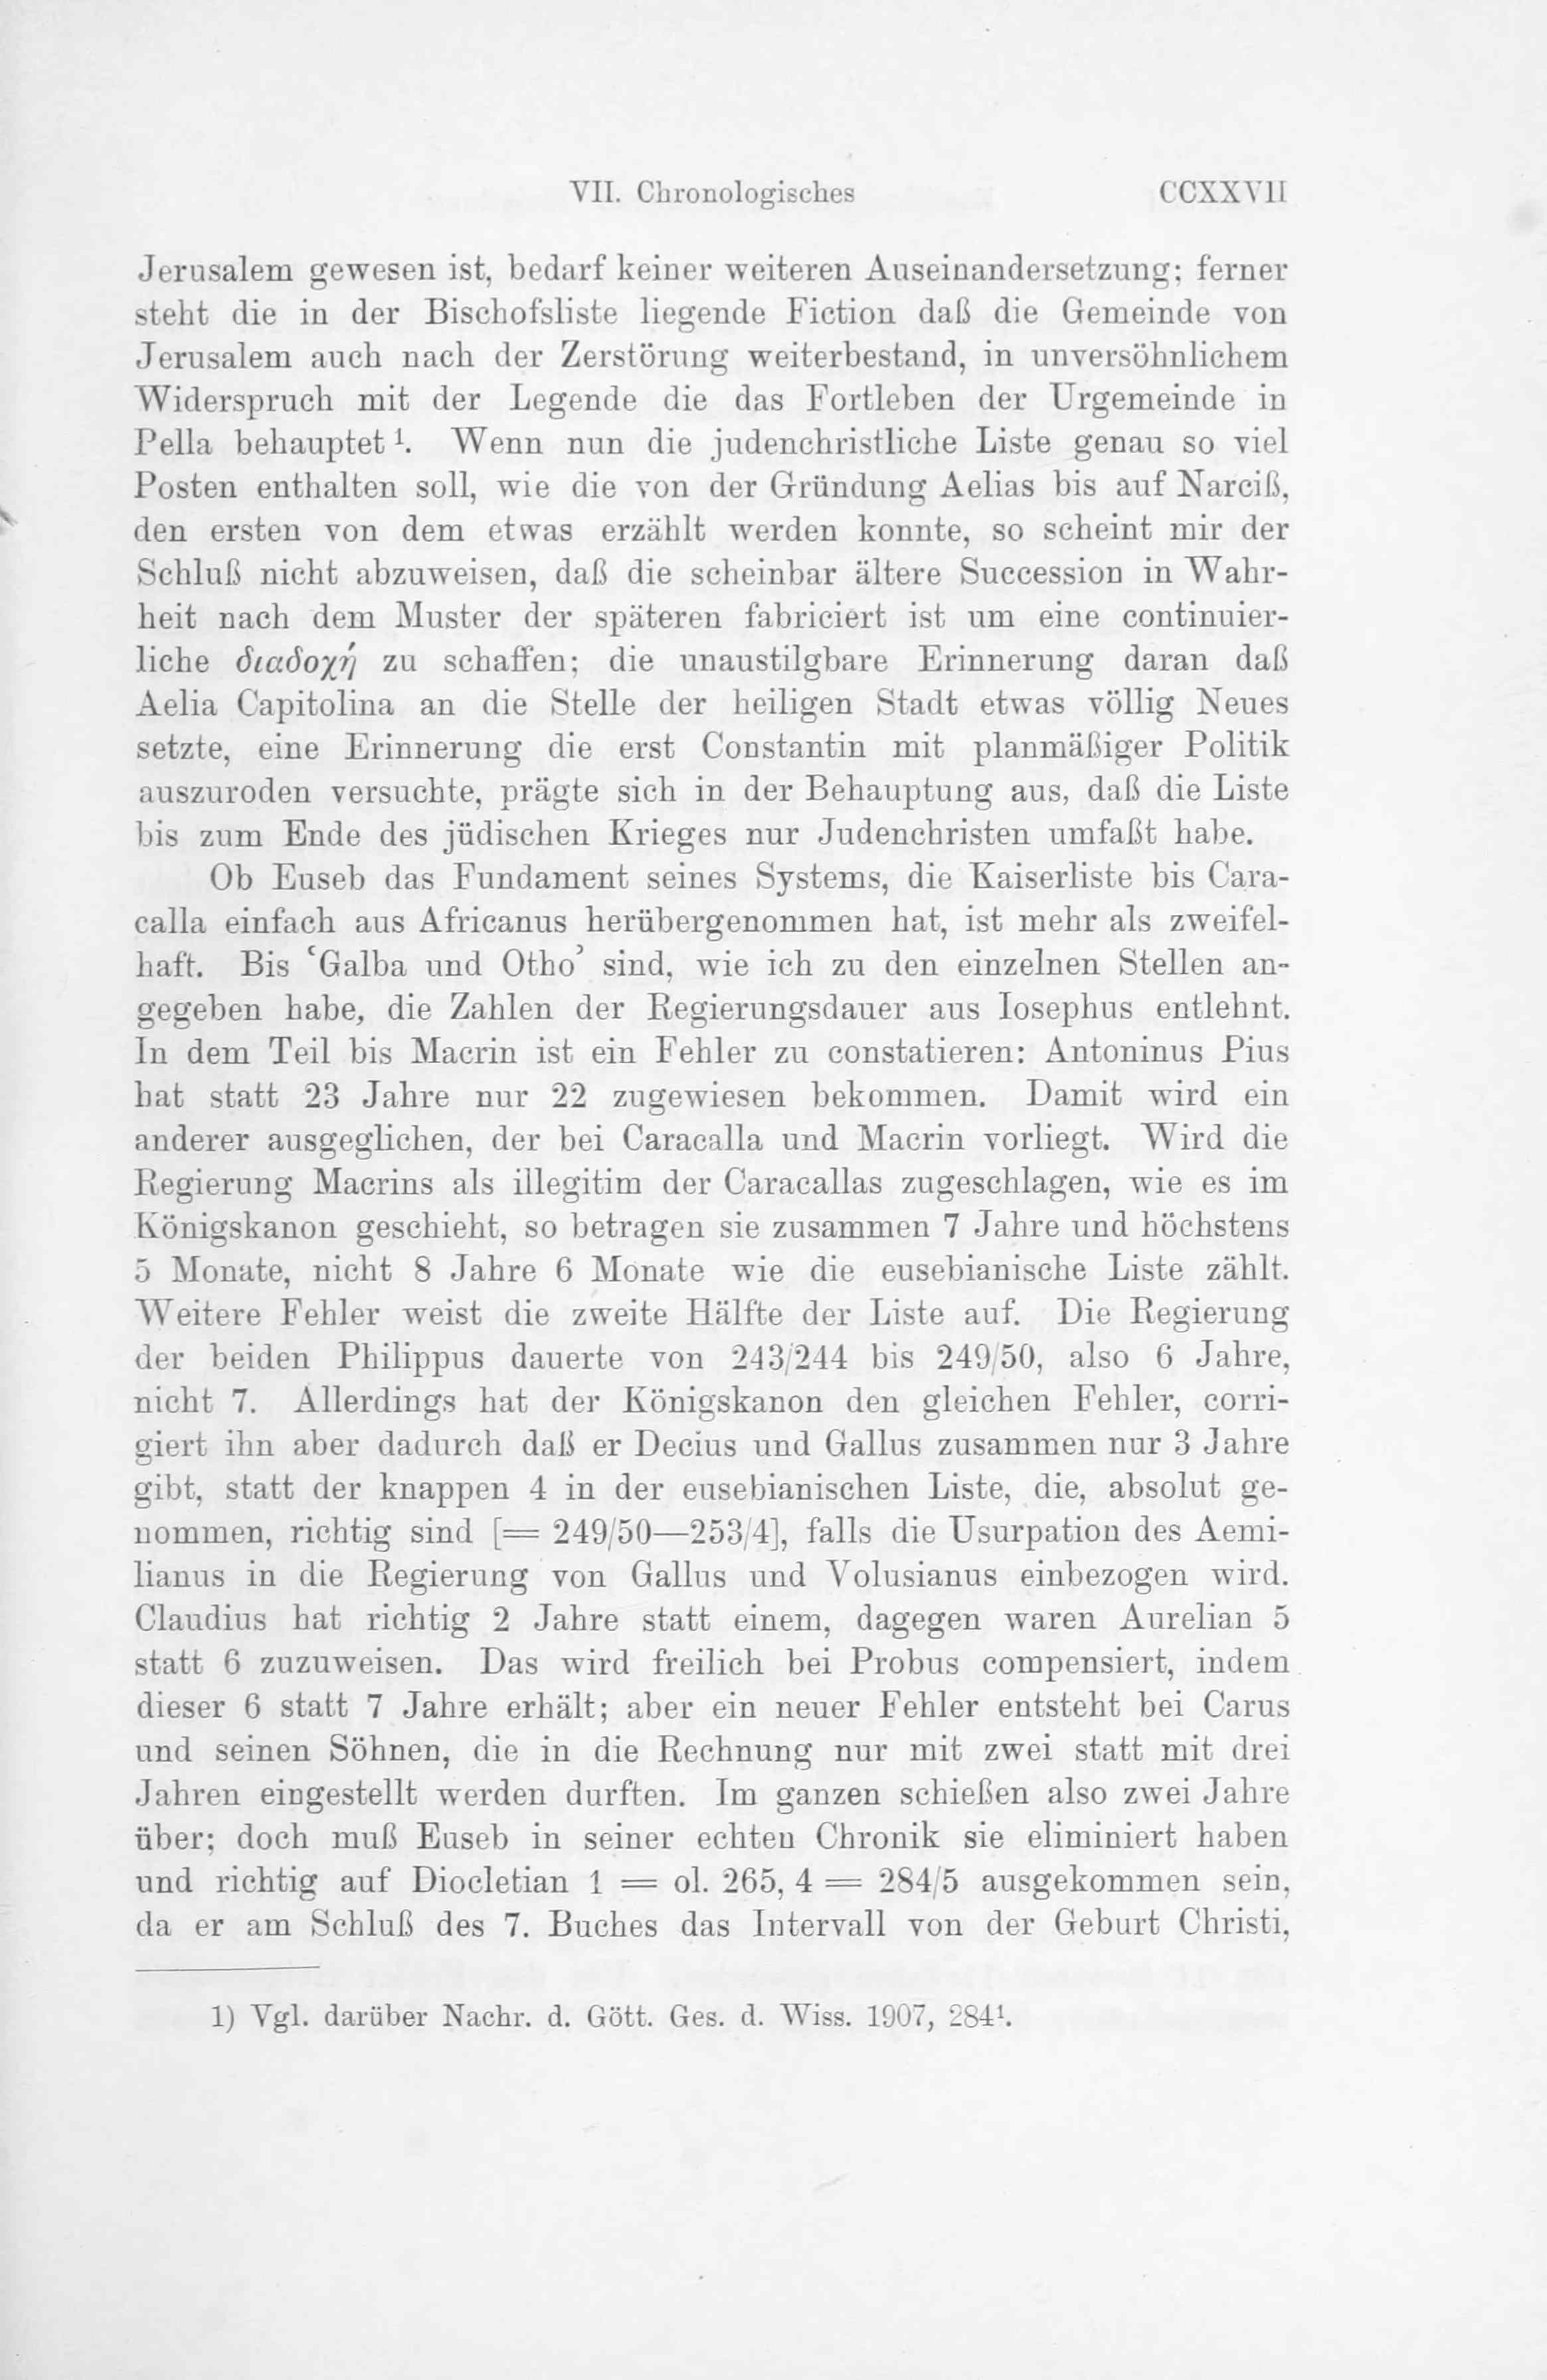 VII. Chronologisches CCXXVII
Jerusalem gewesen ist, bedarf keiner weiteren Auseinandersetzung; ferner
steht die in der Bischofsliste liegende Fiction daß die Gemeinde von
Jerusalem auch nach der Zerstörung weiterbestand, in unversöhnlichem
Widerspruch mit der Legende die das Fortleben der Urgemeinde in
Pella behauptet ¹. Wenn nun die judenchristliche Liste genau so viel
Posten enthalten soll, wie die von der Gründung Aelias bis auf Narciß,
den ersten von dem etwas erzählt werden konnte, so scheint mir der
Schluß nicht abzuweisen, daß die scheinbar ältere Succession in Wahr-
heit nach dem Muster der späteren fabriciert ist um eine continuier-
liche διαδοχή zu schaffen; die unaustilgbare Erinnerung daran daß
Aelia Capitolina an die Stelle der heiligen Stadt etwas völlig Neues
setzte, eine Erinnerung die erst Constantin mit planmäßiger Politik
auszuroden versuchte, prägte sich in der Behauptung aus, daß die Liste
bis zum Ende des jüdischen Krieges nur Judenchristen umfaßt habe.
Ob Euseb das Fundament seines Systems, die Kaiserliste bis Cara-
calla einfach aus Africanus herübergenommen hat, ist mehr als zweifel-
haft. Bis ‘Galba und Otho’ sind, wie ich zu den einzelnen Stellen an-
gegeben habe, die Zahlen der Regierungsdauer aus Iosephus entlehnt.
In dem Teil bis Macrin ist ein Fehler zu constatieren: Antoninus Pius
hat statt 23 Jahre nur 22 zugewiesen bekommen. Damit wird ein
anderer ausgeglichen, der bei Caracalla und Macrin vorliegt. Wird die
Regierung Macrins als illegitim der Caracallas zugeschlagen, wie es im
Königskanon geschieht, so betragen sie zusammen 7 Jahre und höchstens
5 Monate, nicht 8 Jahre 6 Monate wie die eusebianische Liste zählt.
Weitere Fehler weist die zweite Hälfte der Liste auf. Die Regierung
der beiden Philippus dauerte von 243/244 bis 249/50, also 6 Jahre,
nicht 7. Allerdings hat der Königskanon den gleichen Fehler, corri-
giert ihn aber dadurch daß er Decius und Gallus zusammen nur 3 Jahre
gibt, statt der knappen 4 in der eusebianischen Liste, die, absolut ge-
nommen, richtig sind [= 249/50—253/4], falls die Usurpation des Aemi-
lianus in die Regierung von Gallus und Volusianus einbezogen wird.
Claudius hat richtig 2 Jahre statt einem, dagegen waren Aurelian 5
statt 6 zuzuweisen. Das wird freilich bei Probus compensiert, indem
dieser 6 statt 7 Jahre erhält; aber ein neuer Fehler entsteht bei Carus
und seinen Söhnen, die in die Rechnung nur mit zwei statt mit drei
Jahren eingestellt werden durften. Im ganzen schießen also zwei Jahre
über; doch muß Euseb in seiner echten Chronik sie eliminiert haben
und richtig auf Diocletian 1 = ol. 265, 4 = 284/5 ausgekommen sein,
da er am Schluß des 7. Buches das Intervall von der Geburt Christi,
1) Vgl. darüber Nachr. d. Gött. Ges. d. Wiss. 1907, 284¹.